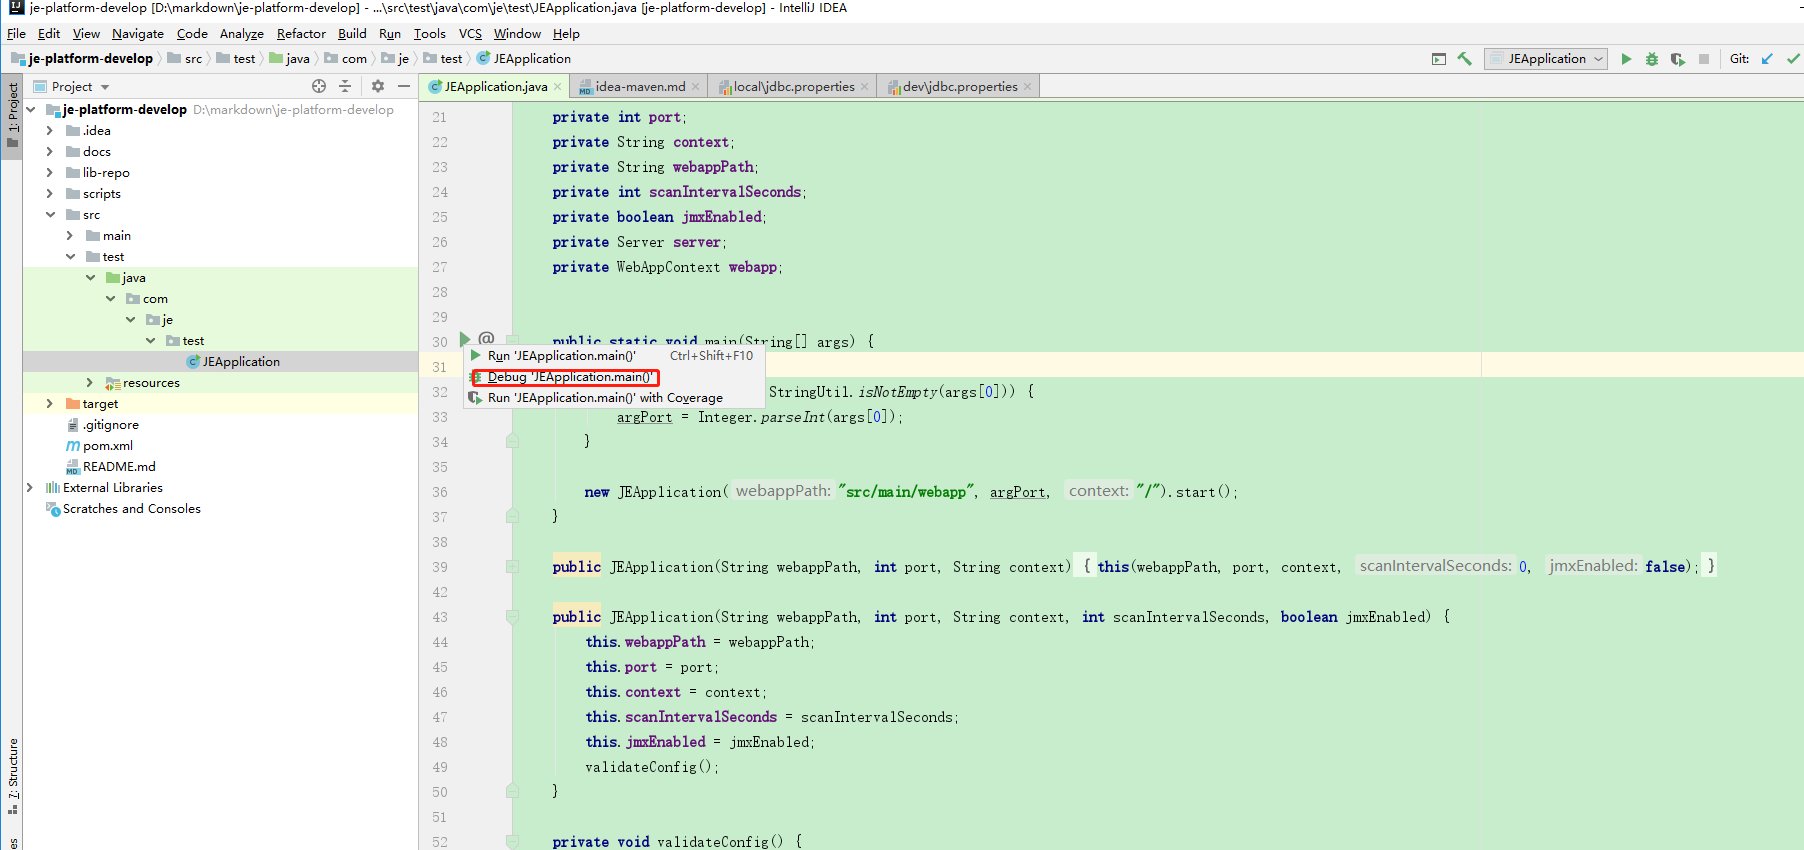 je-platform-develop [D:\markdown\je-platform-develop] - ...\src\test\java\com\je\test\JEApplication.java [je-platform-develop] - IntelliJ IDEA
File Edit View Navigate Code Analyze Refactor Build Run Tools VCS Window Help
je-platform-develop src test java com je test JEApplication JEApplication Git:
1: Project
Project
JEApplication.java idea-maven.md local\jdbc.properties dev\jdbc.properties
je-platform-develop D:\markdown\je-platform-develop
.idea
docs
lib-repo
scripts
src
main
test
java
com
je
test
JEApplication
resources
target
.gitignore
pom.xml
README.md
External Libraries
Scratches and Consoles
7: Structure
21 private int port;
22 private String context;
23 private String webappPath;
24 private int scanIntervalSeconds;
25 private boolean jmxEnabled;
26 private Server server;
27 private WebAppContext webapp;
28
29
30 @ public static void main(String[] args) {
Run 'JEApplication.main()' Ctrl+Shift+F10
31
Debug 'JEApplication.main()'
32 StringUtil.isNotEmpty(args[0])) {
Run 'JEApplication.main()' with Coverage
33 argPort = Integer.parseInt(args[0]);
34 }
35
36 new JEApplication( webappPath: "src/main/webapp", argPort, context: "/").start();
37 }
38
39 public JEApplication(String webappPath, int port, String context) { this(webappPath, port, context, scanIntervalSeconds: 0, jmxEnabled: false); }
42
43 public JEApplication(String webappPath, int port, String context, int scanIntervalSeconds, boolean jmxEnabled) {
44 this.webappPath = webappPath;
45 this.port = port;
46 this.context = context;
47 this.scanIntervalSeconds = scanIntervalSeconds;
48 this.jmxEnabled = jmxEnabled;
49 validateConfig();
50 }
51
52 private void validateConfig() {